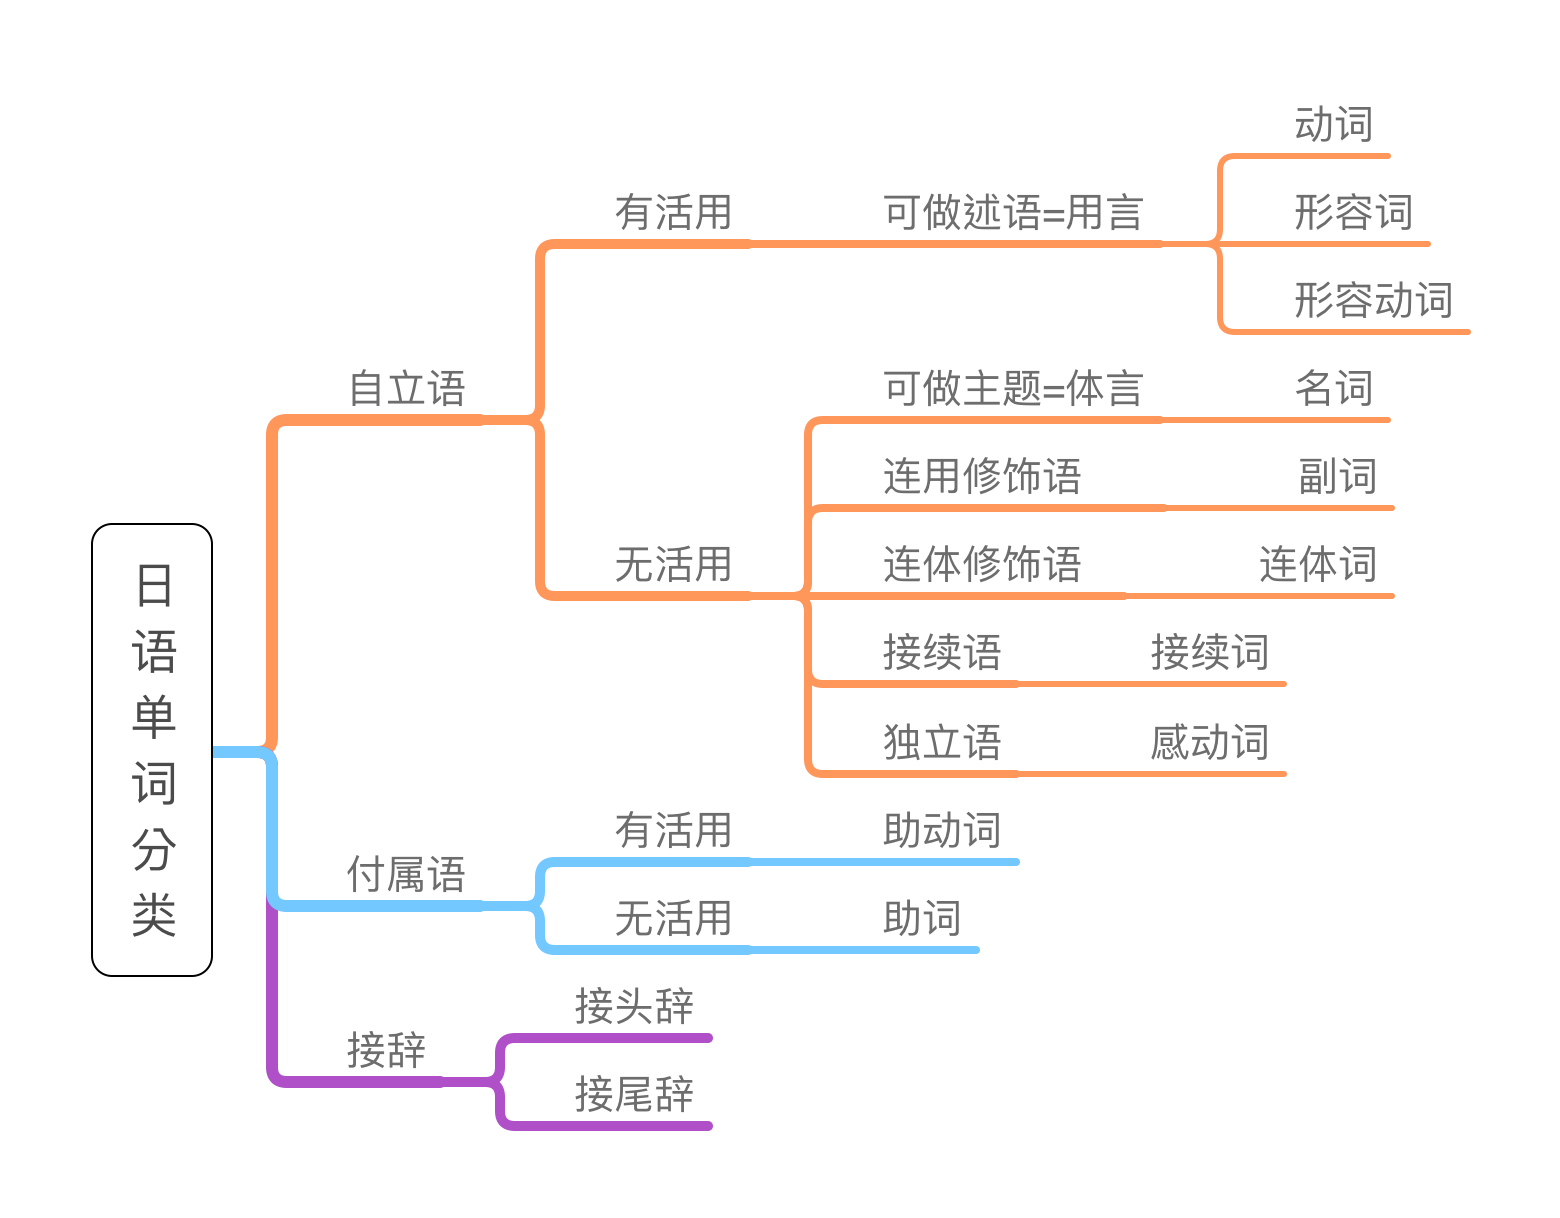 日语单词分类
自立语
有活用
可做述语=用言
动词
形容词
形容动词
无活用
可做主题=体言
名词
连用修饰语
副词
连体修饰语
连体词
接续语
接续词
独立语
感动词
付属语
有活用
助动词
无活用
助词
接辞
接头辞
接尾辞